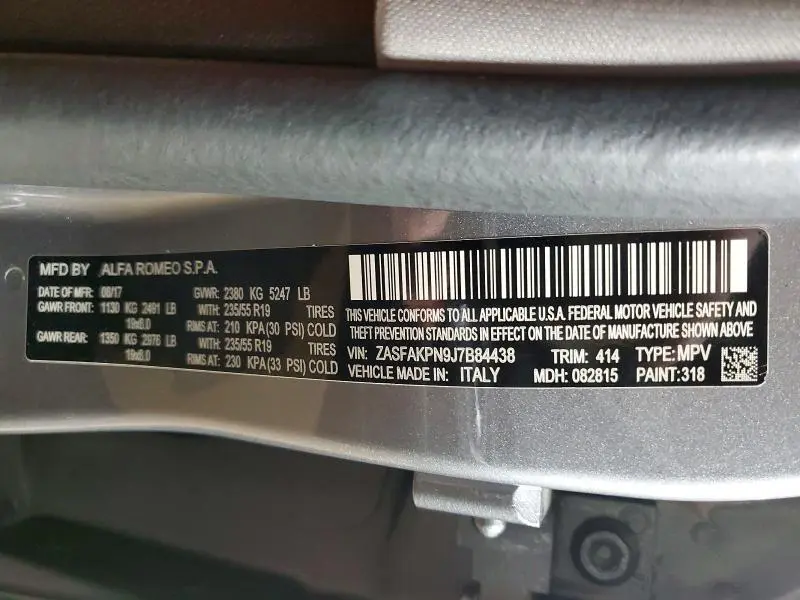 MFD BY ALFA ROMEO S.P.A.
DATE OF MFR: 08/17 GVWR: 2380 KG 5247 LB
GAWR FRONT: 1130 KG 2491 LB WITH 235/55 R19 TIRES
19x8.0 RIMS AT: 210 KPA (30 PSI) COLD
GAWR REAR: 1350 KG 2976 LB WITH 235/55 R19 TIRES
19x8.0 RIMS AT: 230 KPA (33 PSI) COLD
THIS VEHICLE CONFORMS TO ALL APPLICABLE U.S.A. FEDERAL MOTOR VEHICLE SAFETY AND
THEFT PREVENTION STANDARDS IN EFFECT ON THE DATE OF MANUFACTURE SHOWN ABOVE
VIN: ZASFAKPN9J7B84438 TRIM: 414 TYPE: MPV
VEHICLE MADE IN: ITALY MDH: 082815 PAINT:318